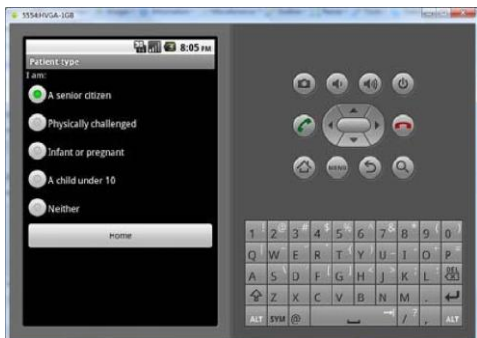 5554:HVGA-1GB
8:05 PM
Patient type
I am:
A senior citizen
Physically challenged
Infant or pregnant
A child under 10
Neither
Home
MENU
1 2 @ 3 # 4 $ 5 % 6 ^ 7 & 8 * 9 ( 0 )
Q W E R T Y U I O P
A S D F G H J K L DEL
Z X C V B N M .
ALT SYM @ / ? , ALT